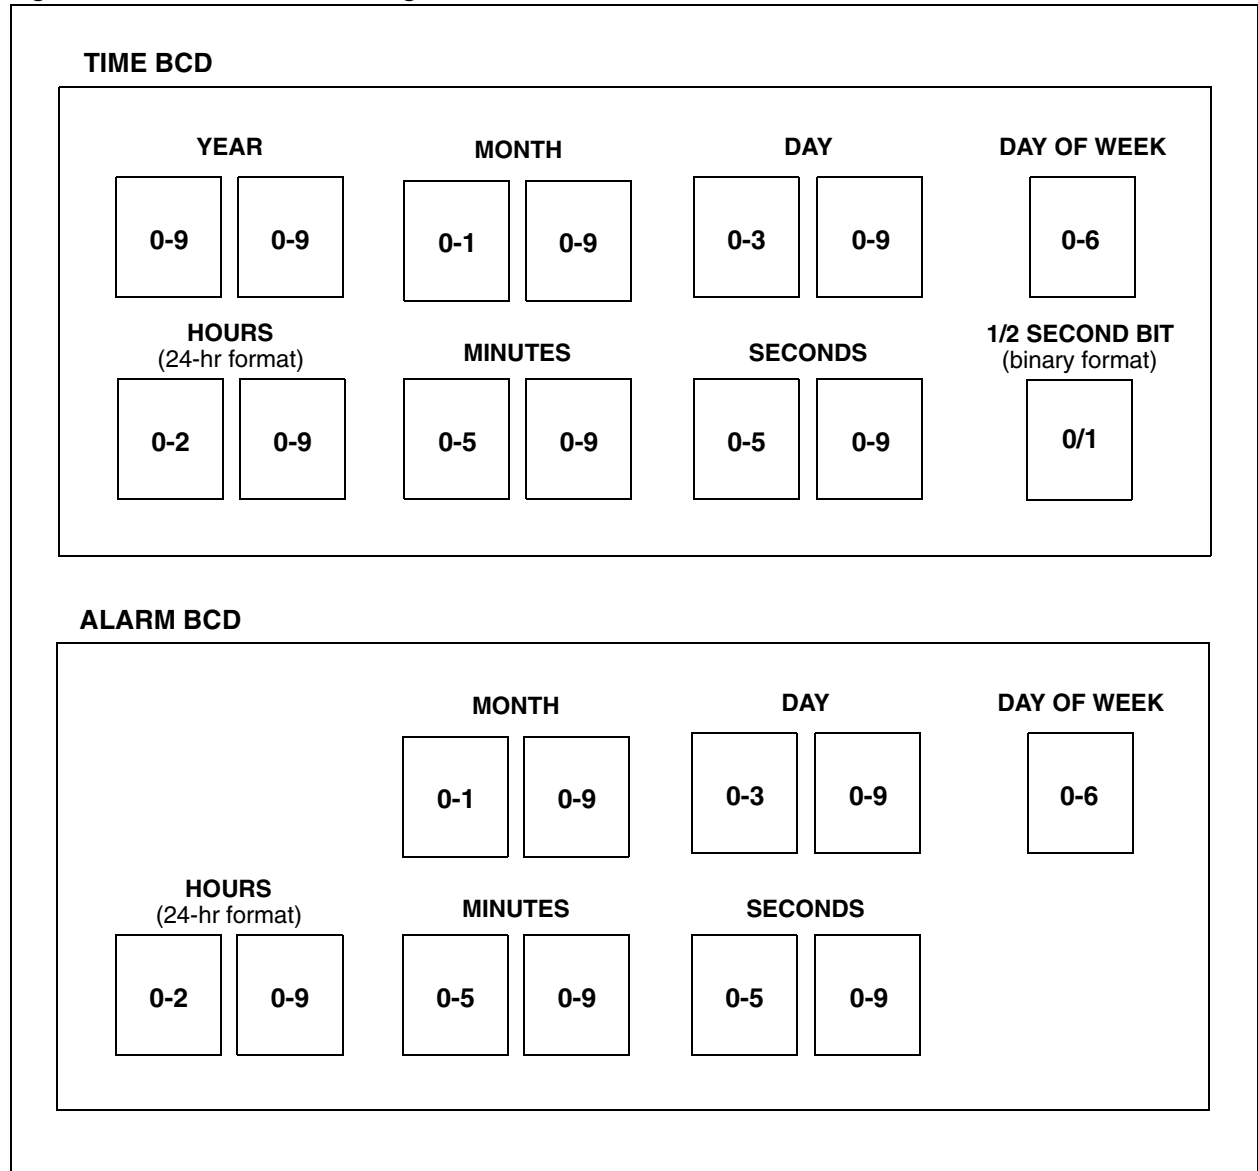 TIME BCD
YEAR MONTH DAY DAY OF WEEK
0-9 0-9 0-1 0-9 0-3 0-9 0-6
HOURS MINUTES SECONDS 1/2 SECOND BIT
(24-hr format) (binary format)
0-2 0-9 0-5 0-9 0-5 0-9 0/1
ALARM BCD
MONTH DAY DAY OF WEEK
0-1 0-9 0-3 0-9 0-6
HOURS MINUTES SECONDS
(24-hr format)
0-2 0-9 0-5 0-9 0-5 0-9